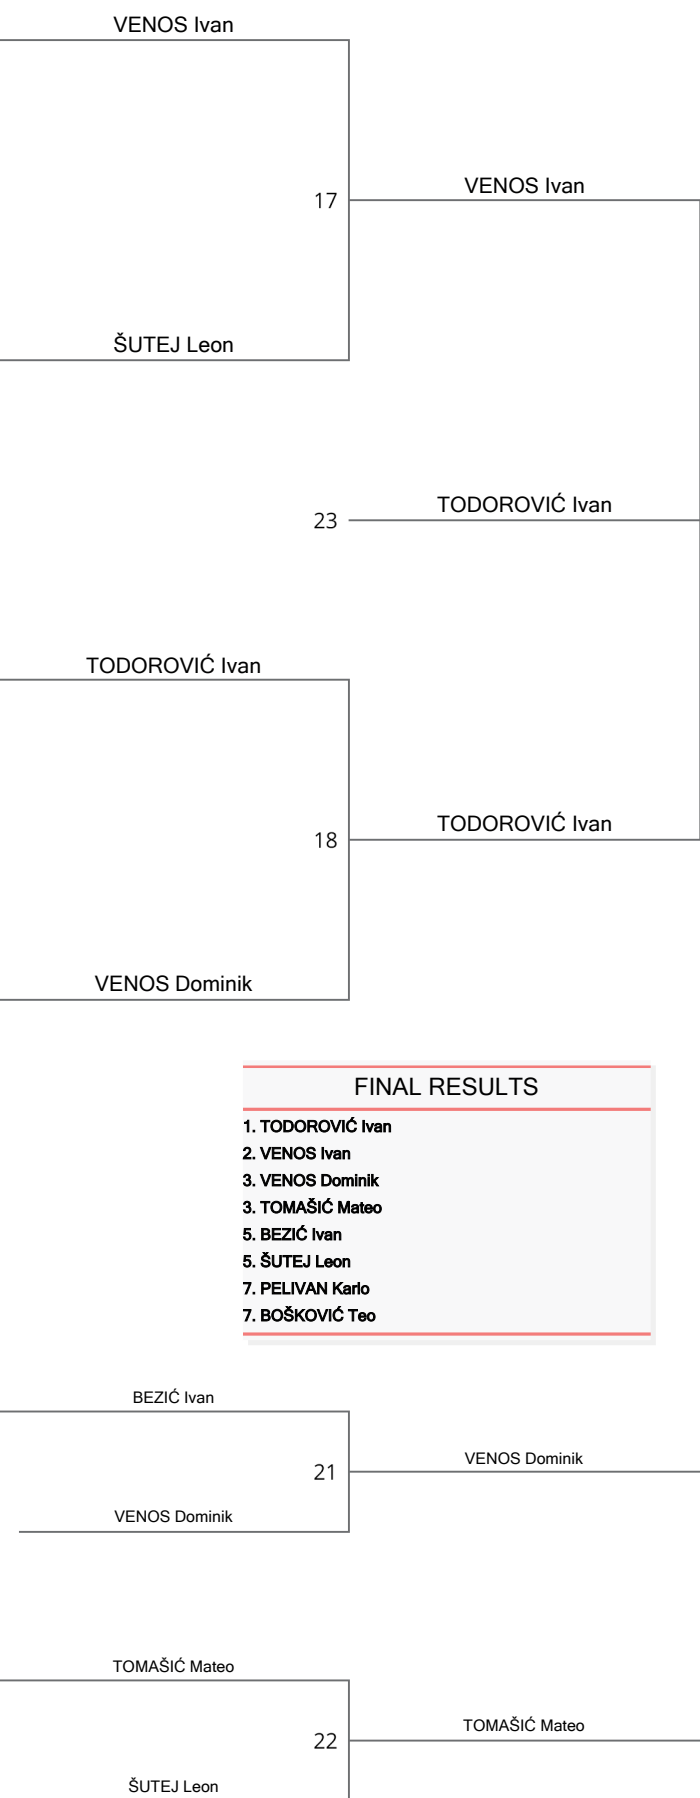 VENOS Ivan
17
VENOS Ivan
ŠUTEJ Leon
23
TODOROVIĆ Ivan
TODOROVIĆ Ivan
18
TODOROVIĆ Ivan
VENOS Dominik
FINAL RESULTS
1. TODOROVIĆ Ivan
2. VENOS Ivan
3. VENOS Dominik
3. TOMAŠIĆ Mateo
5. BEZIĆ Ivan
5. ŠUTEJ Leon
7. PELIVAN Karlo
7. BOŠKOVIĆ Teo
BEZIĆ Ivan
21
VENOS Dominik
VENOS Dominik
TOMAŠIĆ Mateo
22
TOMAŠIĆ Mateo
ŠUTEJ Leon